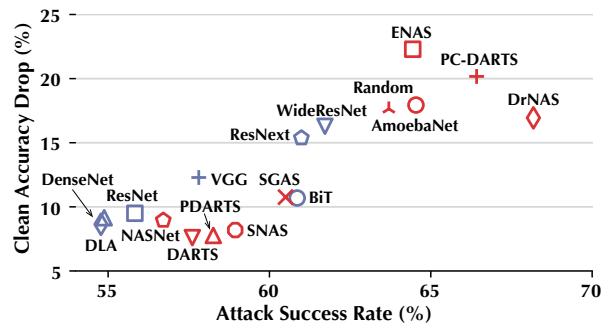 Clean Accuracy Drop (%)
25
20
15
10
5
ENAS
PC-DARTS
Random
DrNAS
WideResNet
AmoebaNet
ResNext
DenseNet
VGG
SGAS
ResNet
PDARTS
BiT
DLA
NASNet
SNAS
DARTS
55
60
65
70
Attack Success Rate (%)